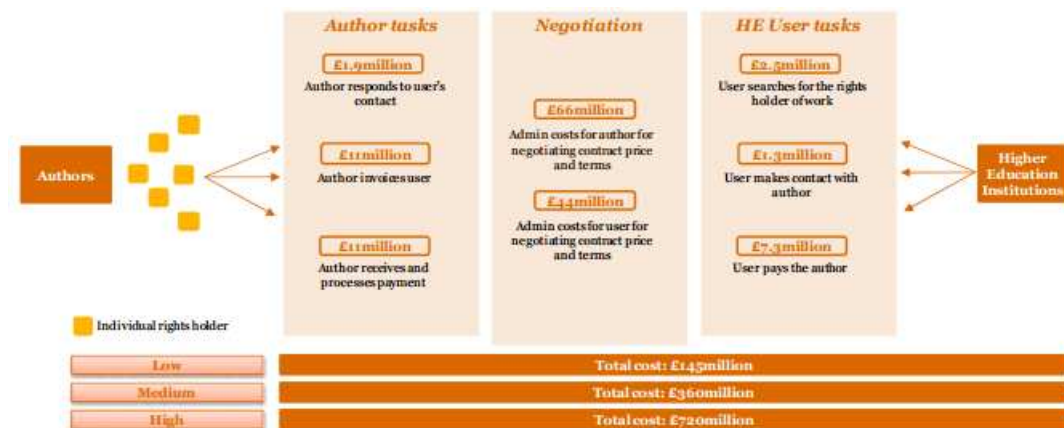 Author tasks
Negotiation
HE User tasks
£1.9million
Author responds to user's
contact
£11million
Author invoices user
£11million
Author receives and
processes payment
£66million
Admin costs for author for
negotiating contract price
and terms
£44million
Admin costs for user for
negotiating contract price
and terms
£2.5million
User searches for the rights
holder of work
£1.3million
User makes contact with
author
£7.3million
User pays the author
Authors
Higher
Education
Institutions
Individual rights holder
Low
Total cost: £145million
Medium
Total cost: £360million
High
Total cost: £720million